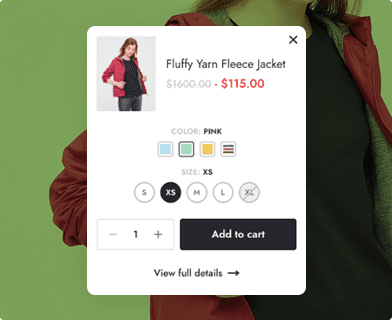 Fluffy Yarn Fleece Jacket
$1600.00 - $115.00
COLOR: PINK
SIZE: XS
S XS M L XL
− 1 + Add to cart
View full details →